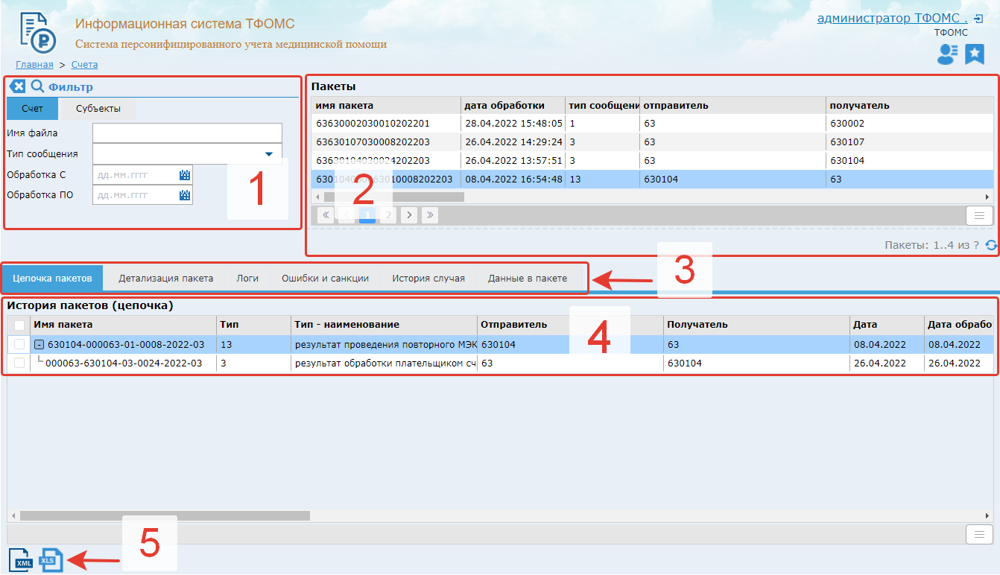 Информационная система ТФОМС
Система персонифицированного учета медицинской помощи
администратор ТФОМС .
ТФОМС
Главная > Счета
Фильтр
Счет Субъекты
Имя файла
Тип сообщения
Обработка С дд.мм.гггг
Обработка ПО дд.мм.гггг
1
Пакеты
имя пакета дата обработки тип сообщени отправитель получатель
63630002030010202201 28.04.2022 15:48:05 1 63 630002
63630107030008202203 26.04.2022 14:29:24 3 63 630107
63630104030024202203 26.04.2022 13:57:51 3 63 630104
08.04.2022 16:54:48 13 630104 63
2
« ‹ 1 2 › »
Пакеты: 1..4 из ?
3
Цепочка пакетов Детализация пакета Логи Ошибки и санкции История случая Данные в пакете
История пакетов (цепочка)
Имя пакета Тип Тип - наименование Отправитель Получатель Дата Дата обрабо
630104-000063-01-0008-2022-03 13 результат проведения повторного МЭК 630104 63 08.04.2022 08.04.2022
000063-630104-03-0024-2022-03 3 результат обработки плательщиком сч 63 630104 26.04.2022 26.04.2022
4
XML XLS
5